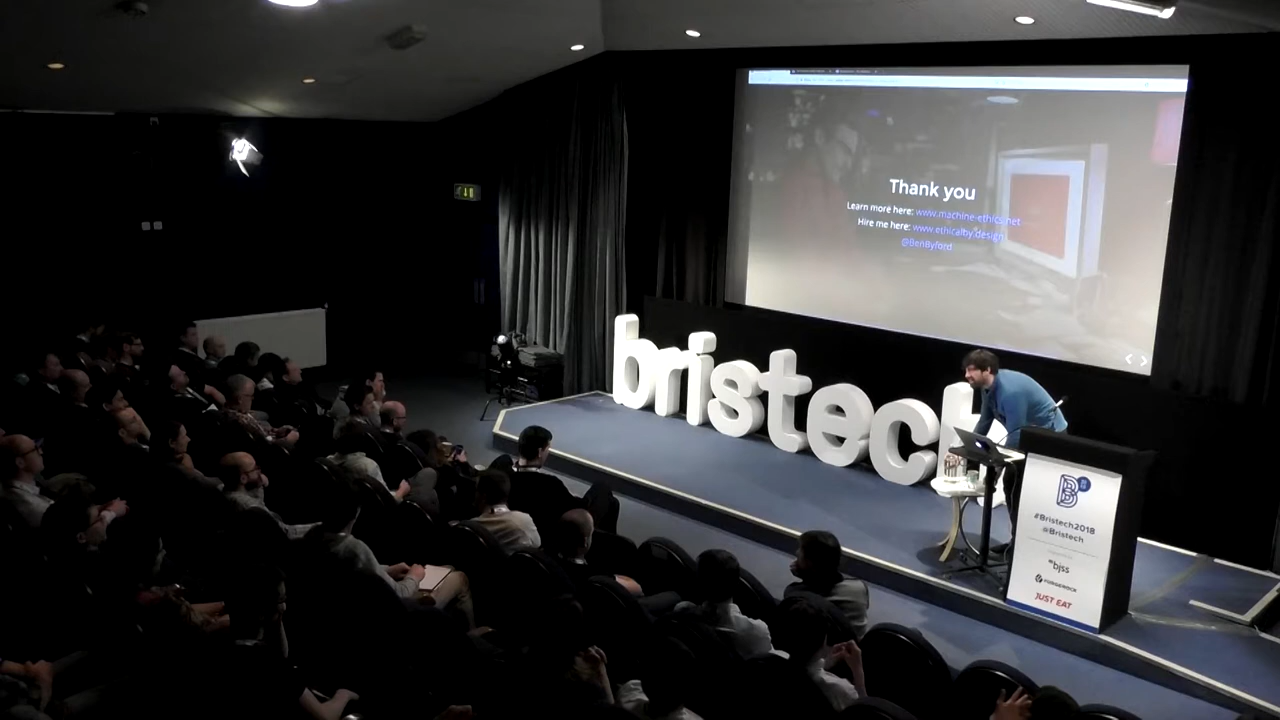 Thank you
Learn more here: www.machine-ethics.net
Hire me here: www.ethicalby.design
@BenByford
bristech
#Bristech2018
@Bristech
bjss
FORGEROCK
JUST EAT